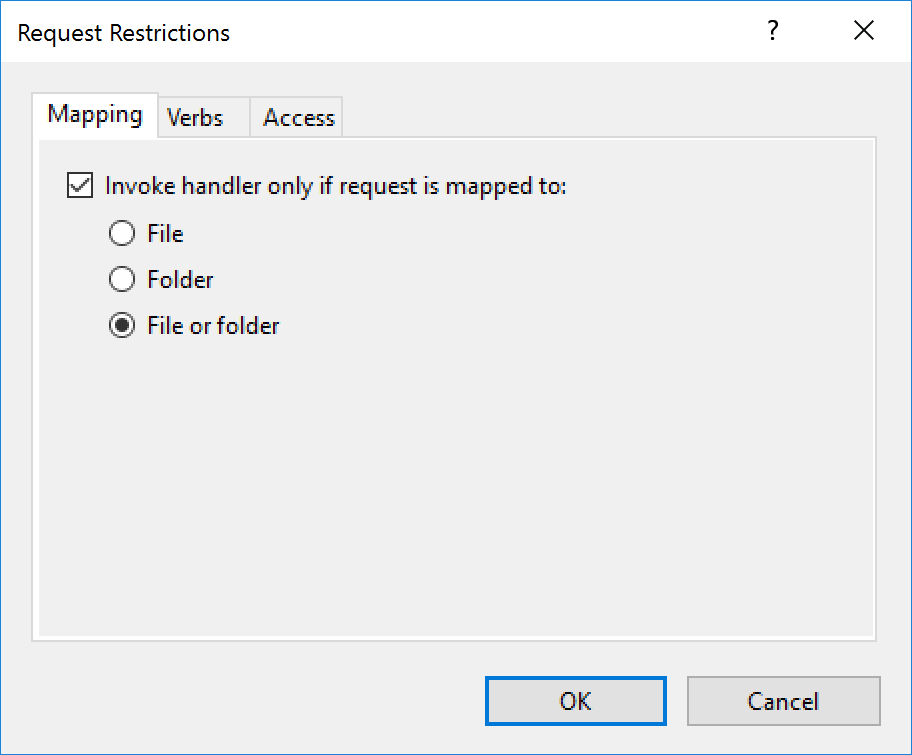 Request Restrictions
?
Mapping Verbs Access
Invoke handler only if request is mapped to:
File
Folder
File or folder
OK Cancel